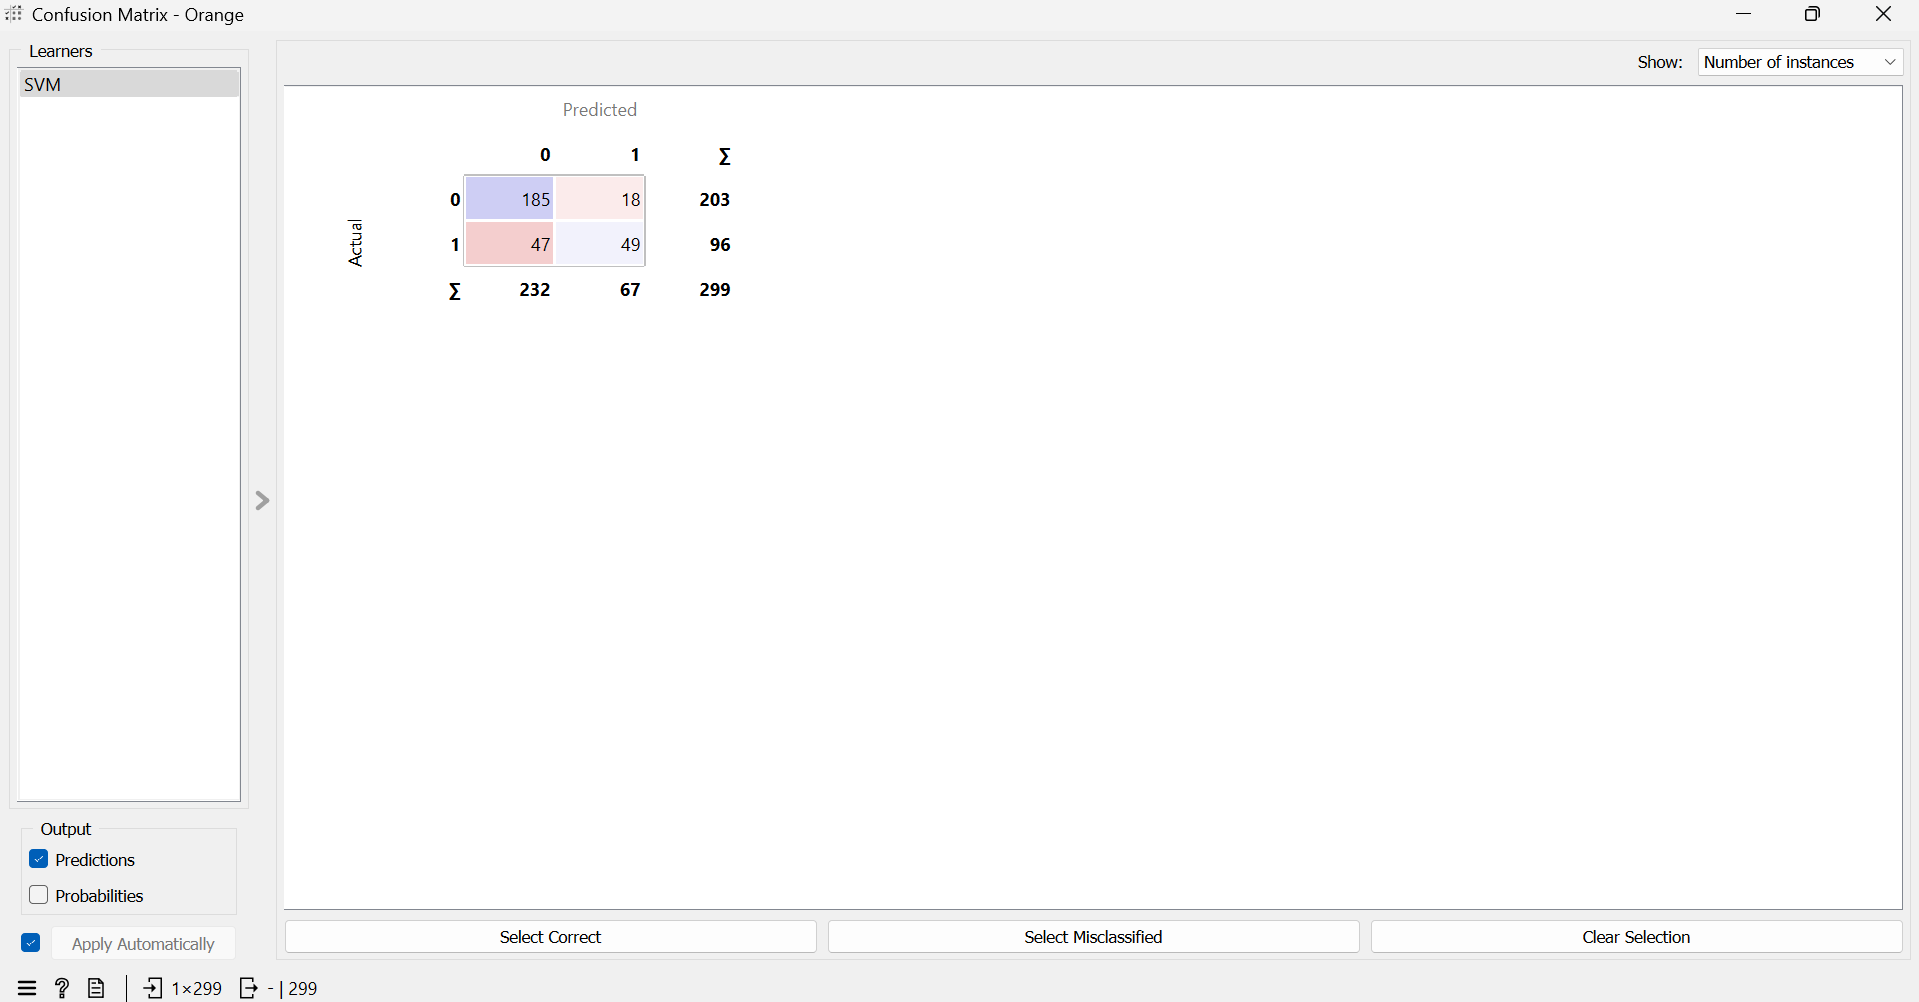 Confusion Matrix - Orange
Learners
SVM
Show: Number of instances
Predicted
0 1 Σ
0 185 18 203
Actual
1 47 49 96
Σ 232 67 299
Output
Predictions
Probabilities
Apply Automatically
Select Correct
Select Misclassified
Clear Selection
1×299 - | 299